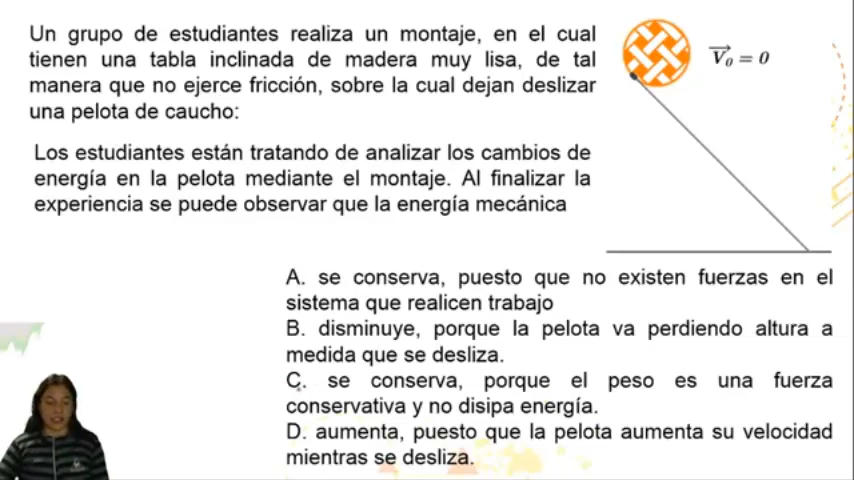 Un grupo de estudiantes realiza un montaje, en el cual
tienen una tabla inclinada de madera muy lisa, de tal
manera que no ejerce fricción, sobre la cual dejan deslizar
una pelota de caucho:
V₀ = 0
Los estudiantes están tratando de analizar los cambios de
energía en la pelota mediante el montaje. Al finalizar la
experiencia se puede observar que la energía mecánica
A. se conserva, puesto que no existen fuerzas en el
sistema que realicen trabajo
B. disminuye, porque la pelota va perdiendo altura a
medida que se desliza.
C. se conserva, porque el peso es una fuerza
conservativa y no disipa energía.
D. aumenta, puesto que la pelota aumenta su velocidad
mientras se desliza.